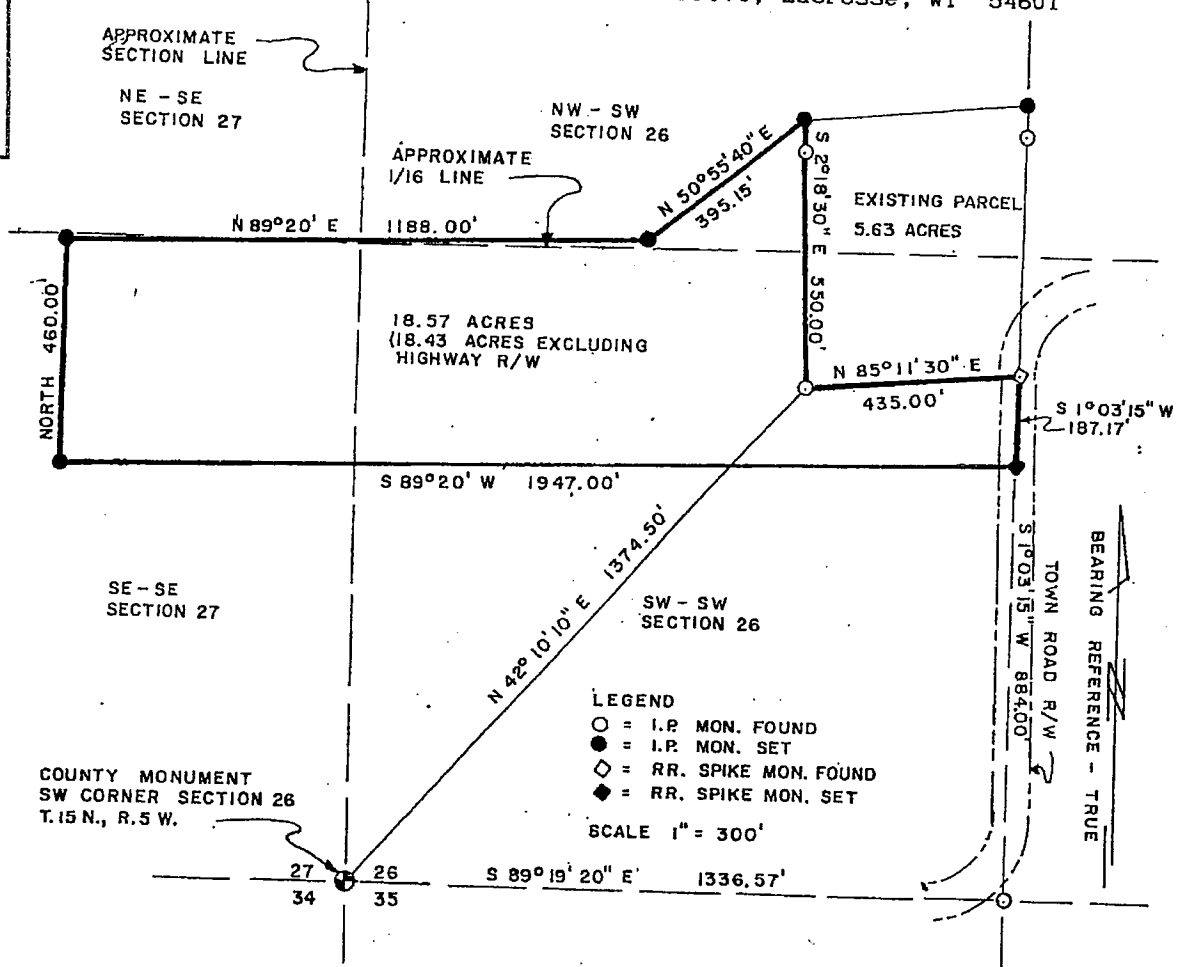 LaCrosse, WI 54601
APPROXIMATE
SECTION LINE
NE - SE
SECTION 27
NW - SW
SECTION 26
APPROXIMATE
1/16 LINE
N 50°55'40" E
395.15'
S 2°18'30" E 550.00'
EXISTING PARCEL
5.63 ACRES
N 89°20' E 1188.00'
NORTH 460.00'
18.57 ACRES
(18.43 ACRES EXCLUDING
HIGHWAY R/W
N 85°11'30" E
435.00'
S 1°03'15" W
187.17'
S 89°20' W 1947.00'
N 42°10'10" E 1374.50'
SE - SE
SECTION 27
SW - SW
SECTION 26
S 1°03'15" W 884.00'
TOWN ROAD R/W
BEARING REFERENCE - TRUE
N
LEGEND
○ = I.P. MON. FOUND
● = I.P. MON. SET
◇ = RR. SPIKE MON. FOUND
◆ = RR. SPIKE MON. SET
SCALE 1" = 300'
COUNTY MONUMENT
SW CORNER SECTION 26
T.15 N., R.5 W.
27 26
34 35
S 89°19'20" E 1336.57'